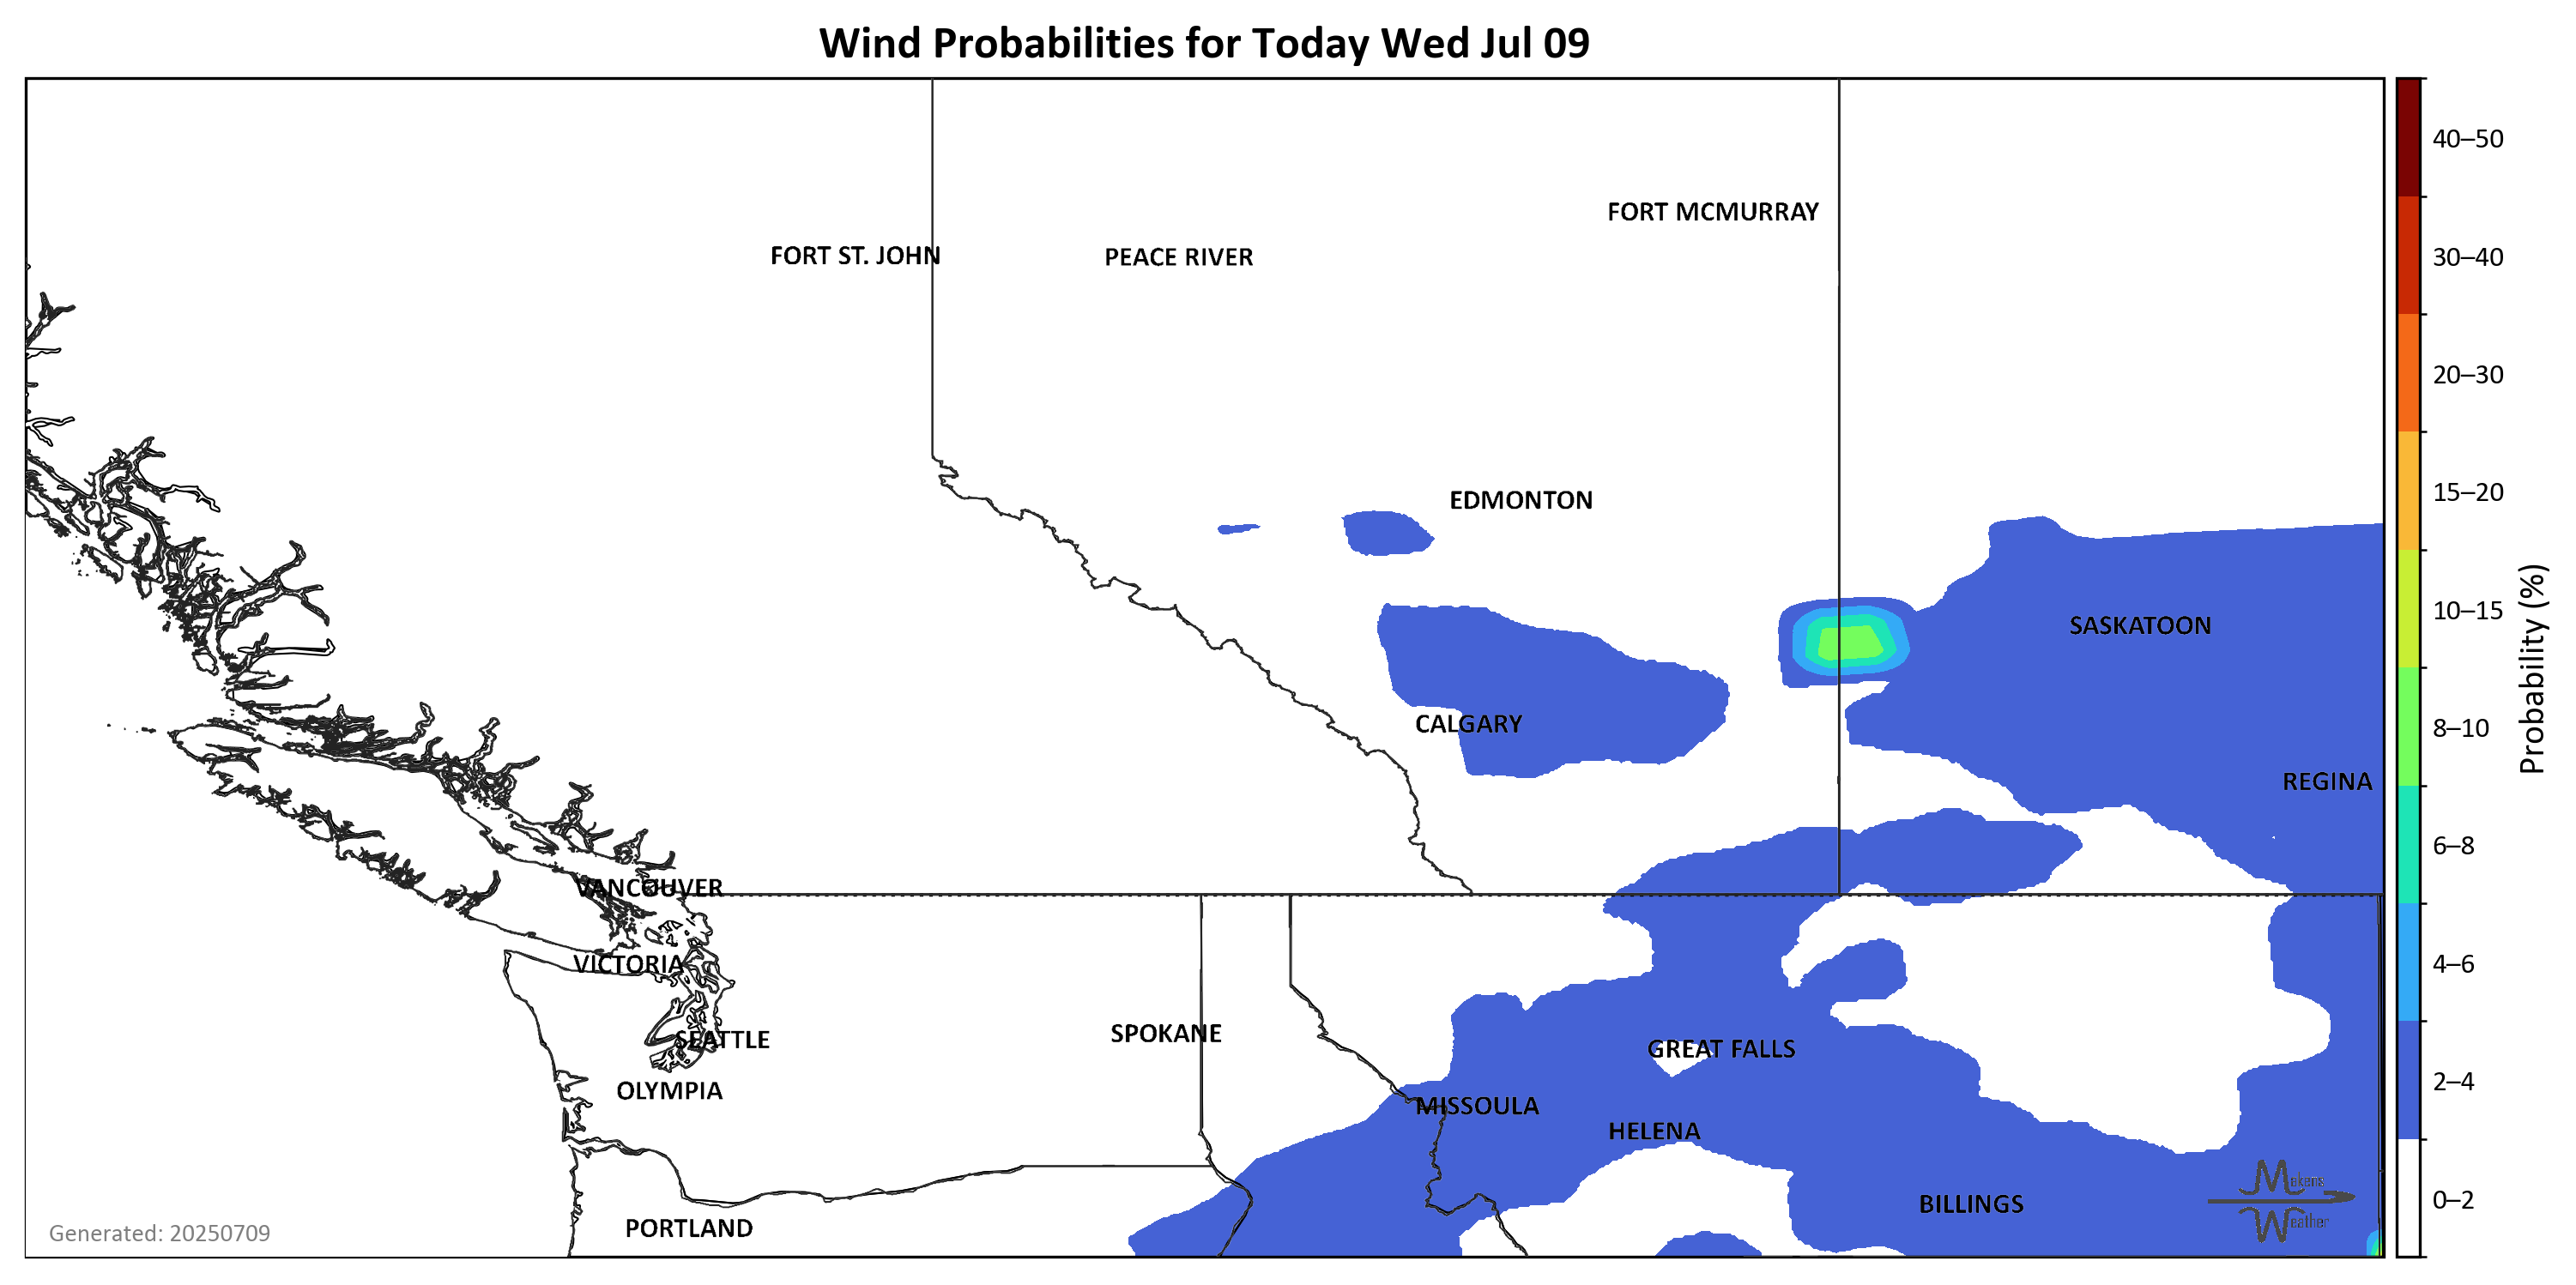 Wind Probabilities for Today Wed Jul 09
40–50
FORT MCMURRAY
FORT ST. JOHN
PEACE RIVER
30–40
20–30
EDMONTON
15–20
SASKATOON
10–15
CALGARY
8–10
Probability (%)
REGINA
6–8
VANCOUVER
VICTORIA
4–6
SEATTLE
SPOKANE
GREAT FALLS
OLYMPIA
MISSOULA
2–4
HELENA
BILLINGS
Weather
0–2
PORTLAND
Generated: 20250709